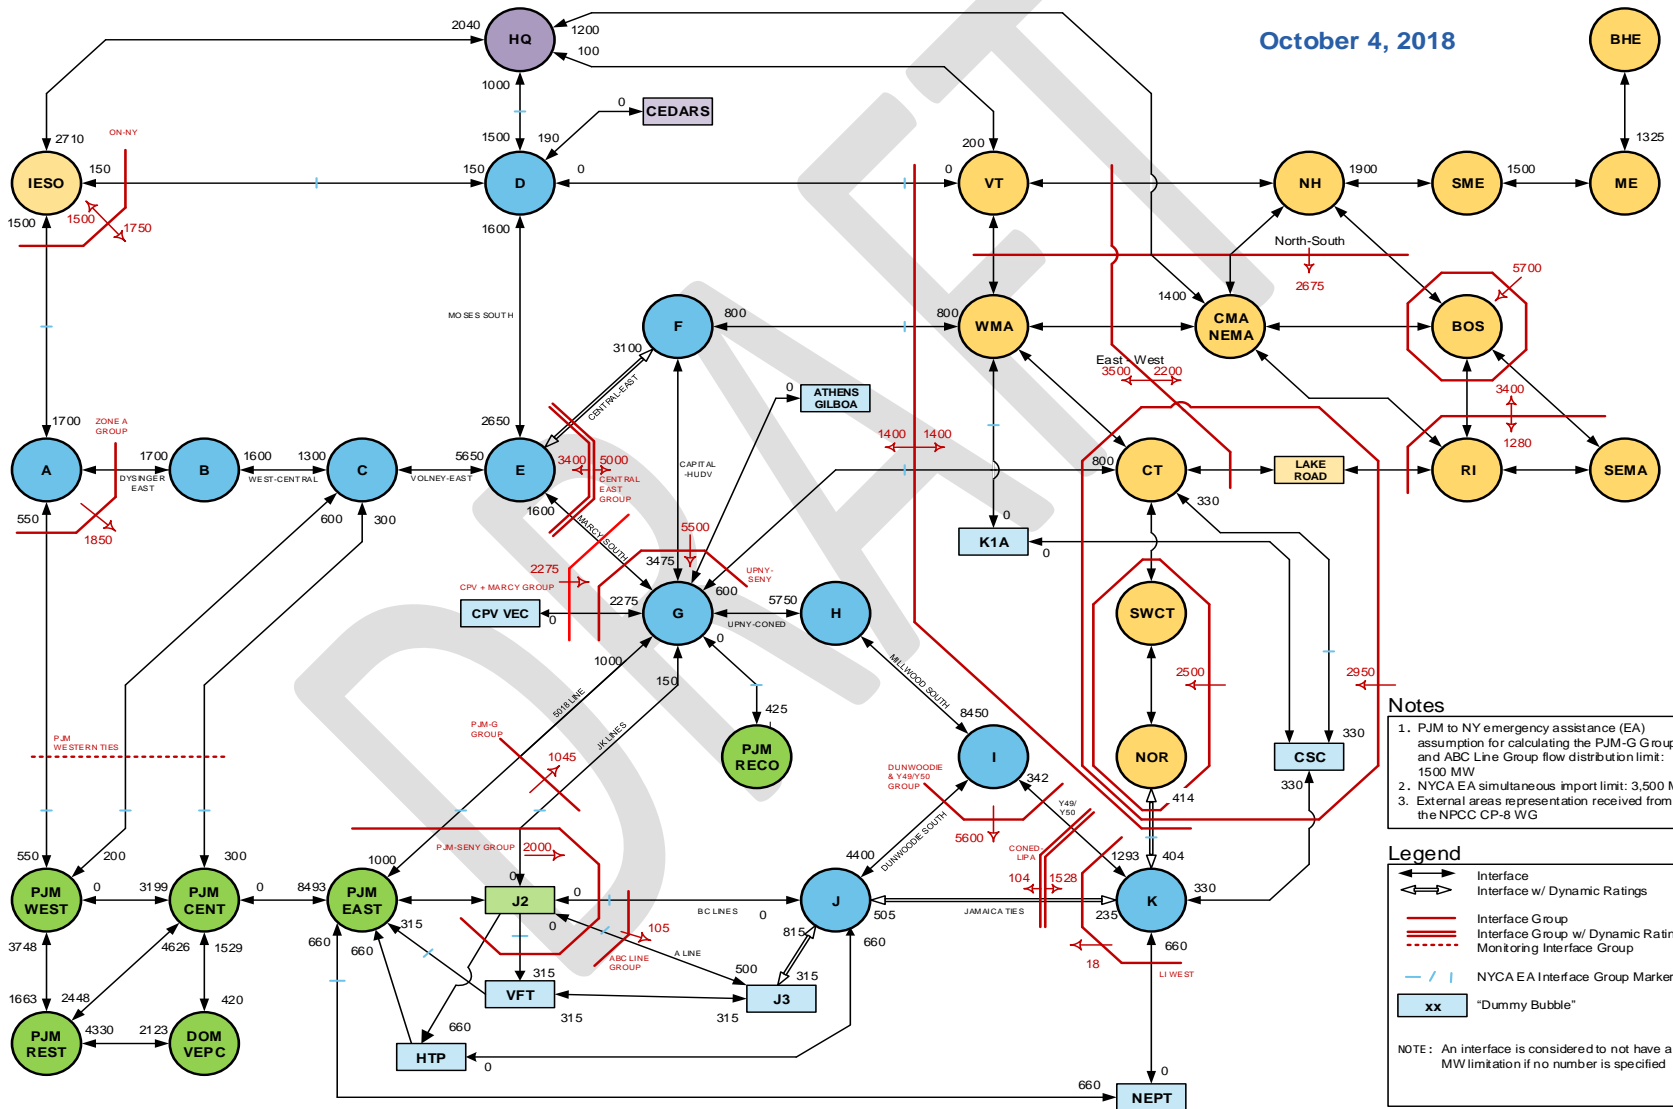 October 4, 2018
2040
HQ
1200
100
BHE
1000
0
CEDARS
ON-NY
1500
190
2710
200
1325
150
150
0
0
1900
1500
IESO
D
VT
NH
SME
ME
1500
1500
1750
1600
North-South
2675
5700
MOSES SOUTH
F
800
800
WMA
1400
CMA
NEMA
BOS
3100
CENTRAL-EAST
East - West
3500
2200
3400
1280
0
ATHENS
GILBOA
1700
ZONE A
GROUP
2650
1400
1400
A
1700
B
1600
1300
C
5650
E
3400
5000
CAPITAL
-HUDV
800
CT
LAKE
ROAD
RI
SEMA
DYSINGER
EAST
WEST-CENTRAL
VOLNEY-EAST
CENTRAL
EAST
GROUP
330
550
1850
600
300
1600
MARCY SOUTH
5500
0
K1A
0
2275
3475
UPNY-
SENY
CPV + MARCY GROUP
600
CPV VEC
0
2275
G
5750
H
SWCT
UPNY-CONED
0
1000
150
MILLWOOD SOUTH
2500
2950
5018 LINE
JK LINES
425
8450
PJM-G
GROUP
PJM
WESTERN TIES
1045
PJM
RECO
I
NOR
330
CSC
330
DUNWOODIE
& Y49/Y50
GROUP
342
414
Y49/
Y50
5600
DUNWOODIE SOUTH
CONED-
LIPA
PJM-SENY GROUP
2000
550
200
300
1000
4400
1293
404
104
1528
PJM
WEST
0
3199
PJM
CENT
0
8493
PJM
EAST
0
J2
0
BC LINES
0
J
505
JAMAICA TIES
235
K
330
315
0
105
815
660
18
660
LI WEST
3748
4626
1529
660
660
ABC LINE
GROUP
A LINE
500
315
315
VFT
315
J3
315
1663
2448
420
660
PJM
REST
4330
2123
DOM
VEPC
HTP
0
0
660
NEPT
Notes
1. PJM to NY emergency assistance (EA)
assumption for calculating the PJM-G Group
and ABC Line Group flow distribution limit:
1500 MW
2. NYCA EA simultaneous import limit: 3,500 M
3. External areas representation received from
the NPCC CP-8 WG
Legend
Interface
Interface w/ Dynamic Ratings
Interface Group
Interface Group w/ Dynamic Ratin
Monitoring Interface Group
NYCA EA Interface Group Marker
xx
"Dummy Bubble"
NOTE: An interface is considered to not have a
MW limitation if no number is specified
DRAFT